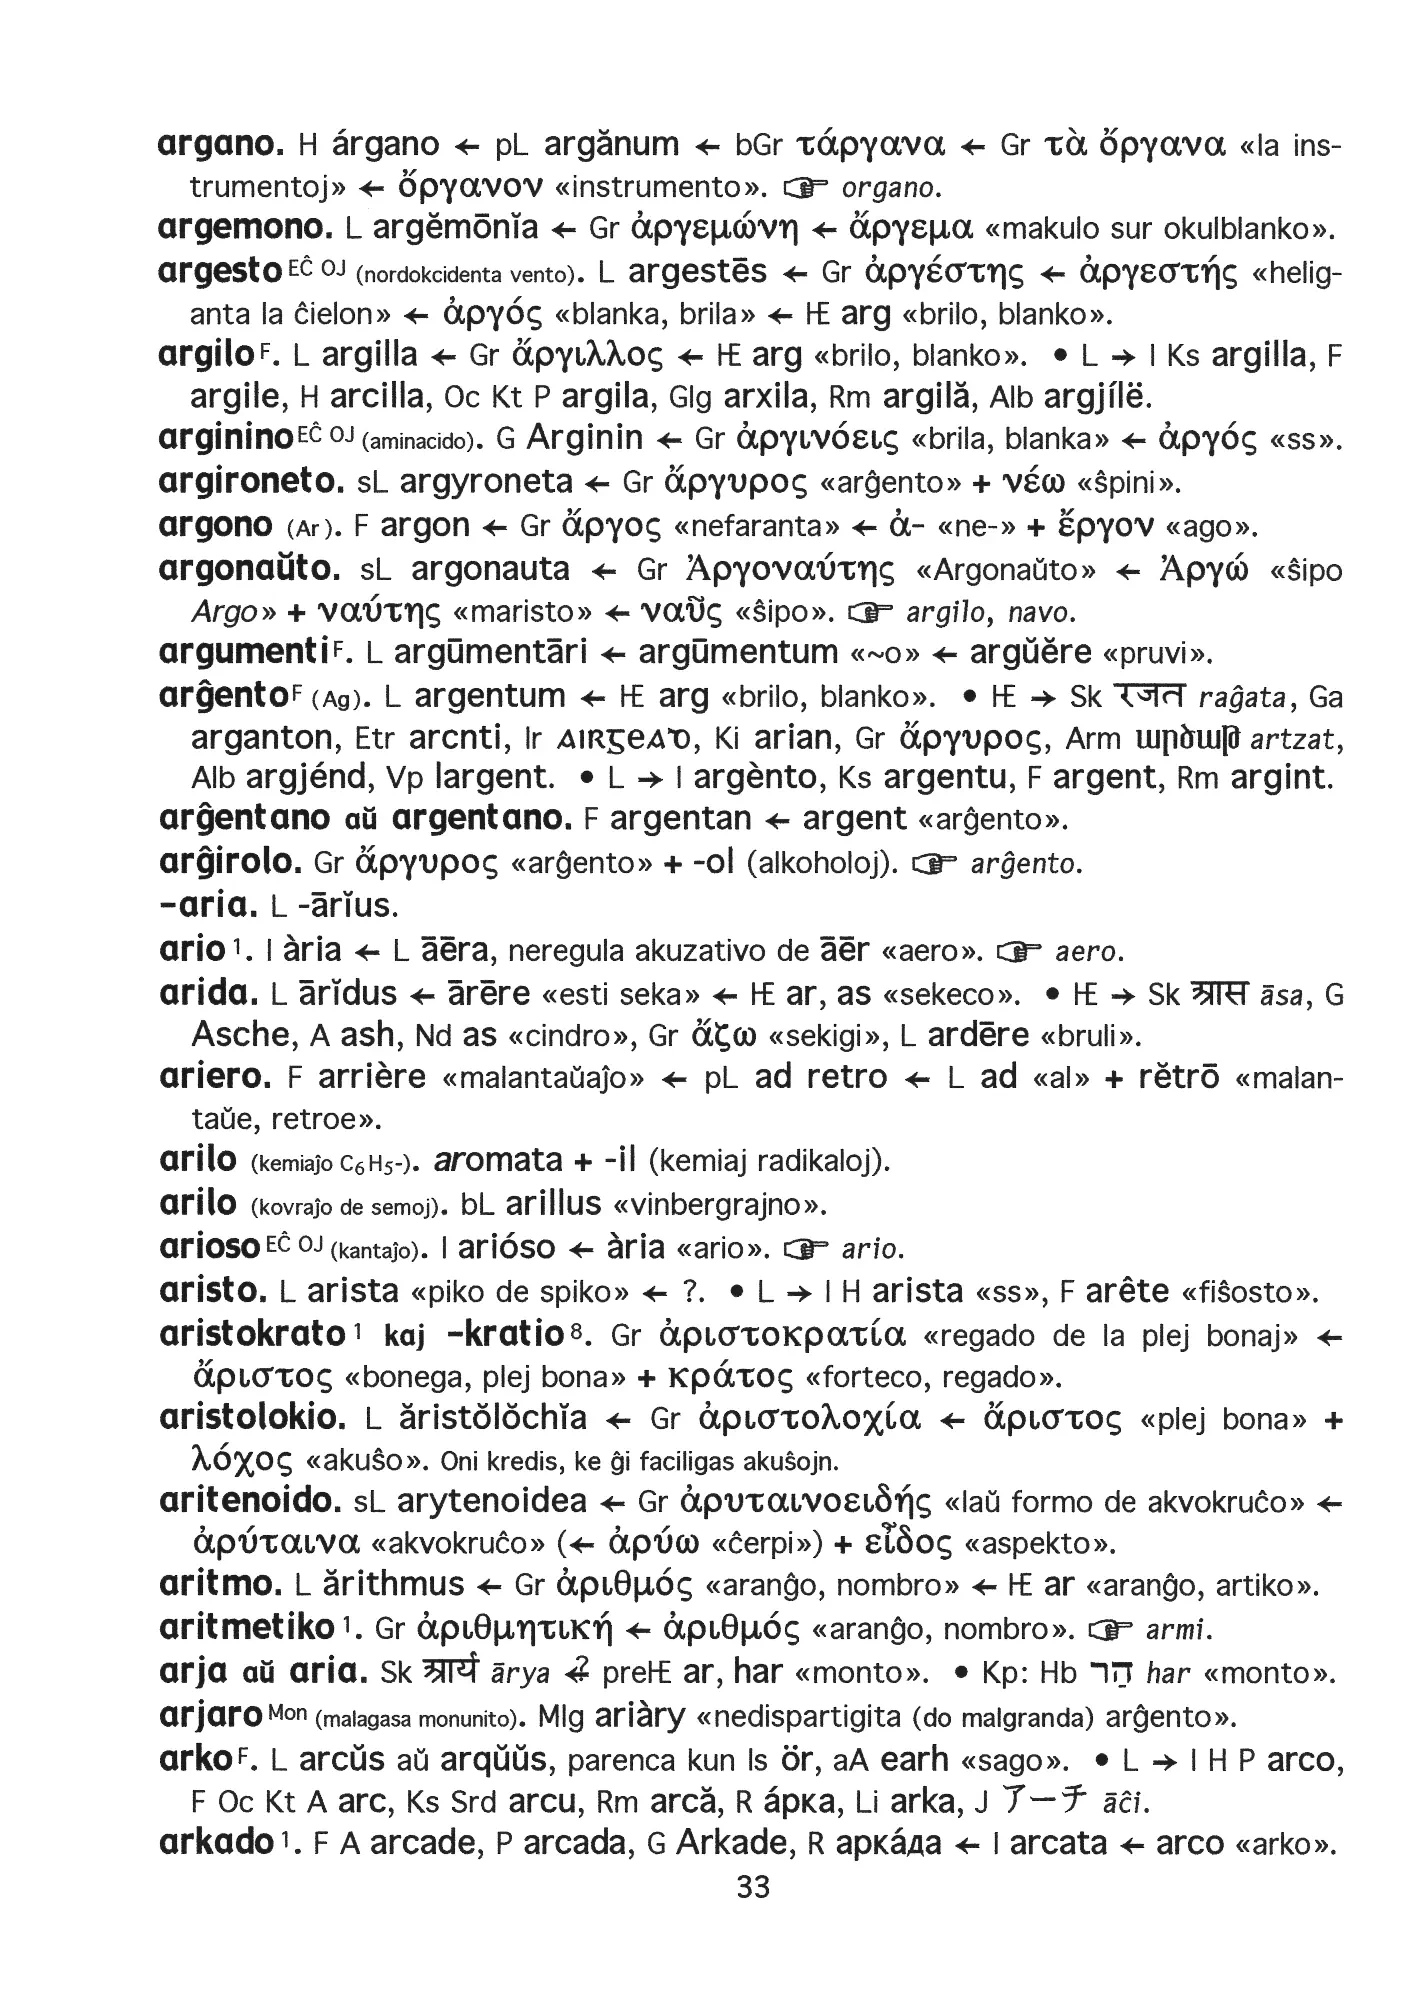 argano. H árgano ← pL argănum ← bGr τάργανα ← Gr τὰ ὄργανα «la ins-
trumentoj» ← ὄργανον «instrumento». ☞ organo.
argemono. L argĕmōnĭa ← Gr ἀργεμώνη ← ἄργεμα «makulo sur okulblanko».
argesto EĈ OJ (nordokcidenta vento). L argestēs ← Gr ἀργέστης ← ἀργεστής «helig-
anta la ĉielon» ← ἀργός «blanka, brila» ← IE arg «brilo, blanko».
argilo F. L argilla ← Gr ἄργιλλος ← IE arg «brilo, blanko». • L → I Ks argilla, F
argile, H arcilla, Oc Kt P argila, Glg arxila, Rm argilă, Alb argjílë.
arginino EĈ OJ (aminacido). G Arginin ← Gr ἀργινόεις «brila, blanka» ← ἀργός «ss».
argironeto. sL argyroneta ← Gr ἄργυρος «arĝento» + νέω «ŝpini».
argono (Ar). F argon ← Gr ἄργος «nefaranta» ← ἀ- «ne-» + ἔργον «ago».
argonaŭto. sL argonauta ← Gr Ἀργοναύτης «Argonaŭto» ← Ἀργώ «ŝipo
Argo» + ναύτης «maristo» ← ναῦς «ŝipo». ☞ argilo, navo.
argumenti F. L argūmentāri ← argūmentum «~o» ← argŭĕre «pruvi».
arĝento F (Ag). L argentum ← IE arg «brilo, blanko». • IE → Sk रजत raĝata, Ga
arganton, Etr arcnti, Ir airgead, Ki arian, Gr ἄργυρος, Arm արծաթ artzat,
Alb argjénd, Vp largent. • L → I argènto, Ks argentu, F argent, Rm argint.
arĝentano aŭ argentano. F argentan ← argent «arĝento».
arĝirolo. Gr ἄργυρος «arĝento» + -ol (alkoholoj). ☞ arĝento.
-aria. L -ārĭus.
ario 1. I ària ← L āēra, neregula akuzativo de āēr «aero». ☞ aero.
arida. L ārĭdus ← ārēre «esti seka» ← IE ar, as «sekeco». • IE → Sk आस āsa, G
Asche, A ash, Nd as «cindro», Gr ἄζω «sekigi», L ardēre «bruli».
ariero. F arrière «malantaŭaĵo» ← pL ad retro ← L ad «al» + rĕtrō «malan-
taŭe, retroe».
arilo (kemiaĵo C6H5-). aromata + -il (kemiaj radikaloj).
arilo (kovraĵo de semoj). bL arillus «vinbergrajno».
arioso EĈ OJ (kantaĵo). I arióso ← ària «ario». ☞ ario.
aristo. L arista «piko de spiko» ← ?. • L → I H arista «ss», F arête «fiŝosto».
aristokrato 1 kaj -kratio 8. Gr ἀριστοκρατία «regado de la plej bonaj» ←
ἄριστος «bonega, plej bona» + κράτος «forteco, regado».
aristolokio. L ăristŏlŏchĭa ← Gr ἀριστολοχία ← ἄριστος «plej bona» +
λόχος «akuŝo». Oni kredis, ke ĝi faciligas akuŝojn.
aritenoido. sL arytenoidea ← Gr ἀρυταινοειδής «laŭ formo de akvokruĉo» ←
ἀρύταινα «akvokruĉo» (← ἀρύω «ĉerpi») + εἶδος «aspekto».
aritmo. L ărithmus ← Gr ἀριθμός «aranĝo, nombro» ← IE ar «aranĝo, artiko».
aritmetiko 1. Gr ἀριθμητική ← ἀριθμός «aranĝo, nombro». ☞ armi.
arja aŭ aria. Sk आर्य ārya ←? preIE ar, har «monto». • Kp: Hb הַר har «monto».
arjaro Mon (malagasa monunito). Mlg ariàry «nedispartigita (do malgranda) arĝento».
arko F. L arcŭs aŭ arqŭŭs, parenca kun Is ör, aA earh «sago». • L → I H P arco,
F Oc Kt A arc, Ks Srd arcu, Rm arcă, R áрка, Li arka, J アーチ āĉi.
arkado 1. F A arcade, P arcada, G Arkade, R аркáда ← I arcata ← arco «arko».
33